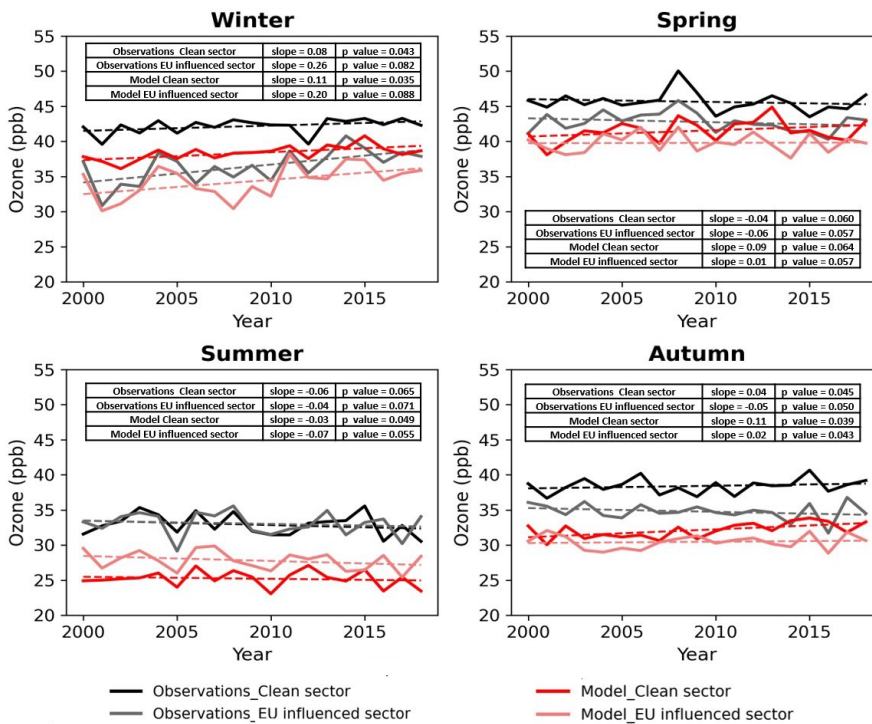 Winter
Ozone (ppb)
55
50
45
40
35
30
25
20
Observations Clean sector slope = 0.08 p value = 0.043
Observations EU influenced sector slope = 0.26 p value = 0.082
Model Clean sector slope = 0.11 p value = 0.035
Model EU influenced sector slope = 0.20 p value = 0.088
2000 2005 2010 2015
Year
Spring
Ozone (ppb)
55
50
45
40
35
30
25
20
Observations Clean sector slope = -0.04 p value = 0.060
Observations EU influenced sector slope = -0.06 p value = 0.057
Model Clean sector slope = 0.09 p value = 0.064
Model EU influenced sector slope = 0.01 p value = 0.057
2000 2005 2010 2015
Year
Summer
Ozone (ppb)
55
50
45
40
35
30
25
20
Observations Clean sector slope = -0.06 p value = 0.065
Observations EU influenced sector slope = -0.04 p value = 0.071
Model Clean sector slope = -0.03 p value = 0.049
Model EU influenced sector slope = -0.07 p value = 0.055
2000 2005 2010 2015
Year
Autumn
Ozone (ppb)
55
50
45
40
35
30
25
20
Observations Clean sector slope = 0.04 p value = 0.045
Observations EU influenced sector slope = -0.05 p value = 0.050
Model Clean sector slope = 0.11 p value = 0.039
Model EU influenced sector slope = 0.02 p value = 0.043
2000 2005 2010 2015
Year
Observations_Clean sector
Observations_EU influenced sector
Model_Clean sector
Model_EU influenced sector